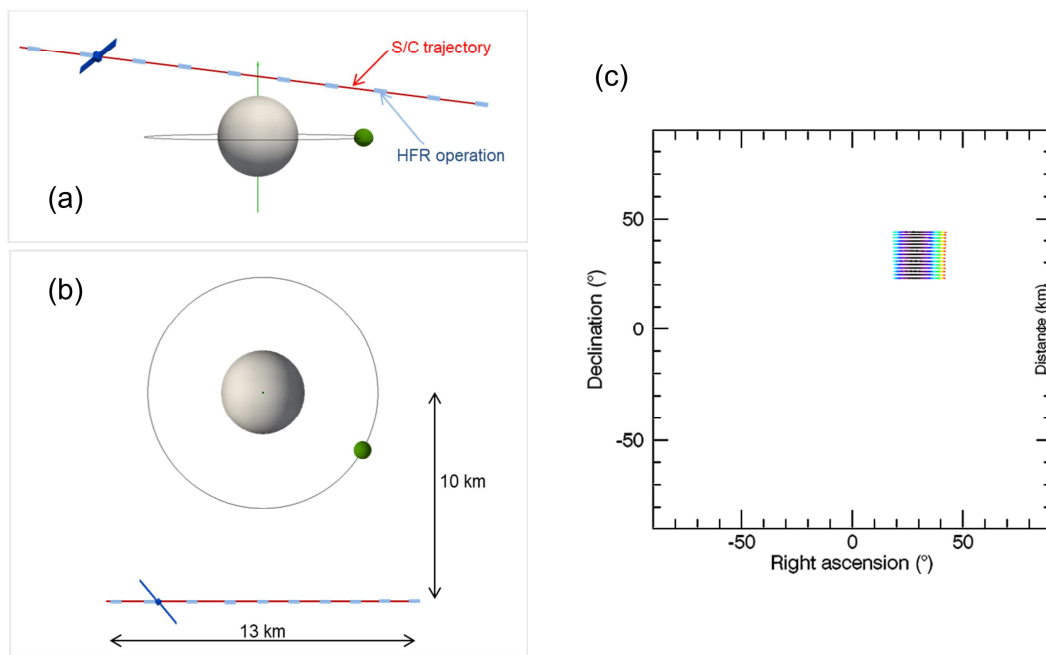 S/C trajectory
HFR operation
(a)
(b)
10 km
13 km
(c)
50
0
-50
Declination (°)
-50
0
50
Right ascension (°)
Distance (km)